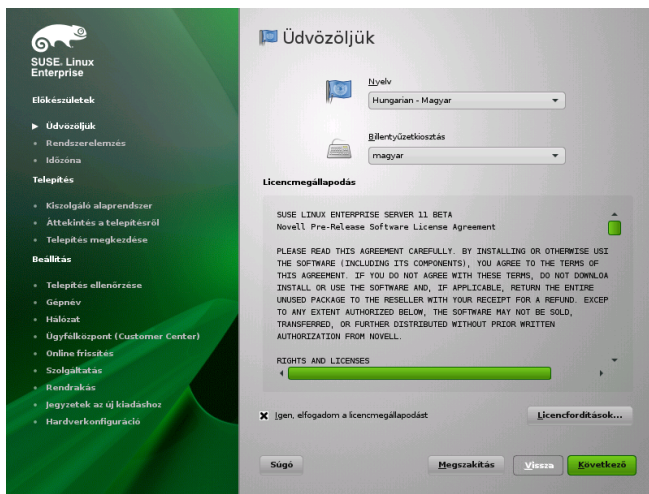 SUSE. Linux
Enterprise
Előkészületek
Üdvözöljük
Rendszerelemzés
Időzóna
Telepítés
Kiszolgáló alaprendszer
Áttekintés a telepítésről
Telepítés megkezdése
Beállítás
Telepítés ellenőrzése
Gépnév
Hálózat
Ügyfélközpont (Customer Center)
Online frissítés
Szolgáltatás
Rendrakás
Jegyzetek az új kiadáshoz
Hardverkonfiguráció
Üdvözöljük
Nyelv
Hungarian - Magyar
Billentyűzetkiosztás
magyar
Licencmegállapodás
SUSE LINUX ENTERPRISE SERVER 11 BETA
Novell Pre-Release Software License Agreement
PLEASE READ THIS AGREEMENT CAREFULLY. BY INSTALLING OR OTHERWISE USI
THE SOFTWARE (INCLUDING ITS COMPONENTS), YOU AGREE TO THE TERMS OF
THIS AGREEMENT. IF YOU DO NOT AGREE WITH THESE TERMS, DO NOT DOWNLOA
INSTALL OR USE THE SOFTWARE AND, IF APPLICABLE, RETURN THE ENTIRE
UNUSED PACKAGE TO THE RESELLER WITH YOUR RECEIPT FOR A REFUND. EXCEP
TO ANY EXTENT AUTHORIZED BELOW, THE SOFTWARE MAY NOT BE SOLD,
TRANSFERRED, OR FURTHER DISTRIBUTED WITHOUT PRIOR WRITTEN
AUTHORIZATION FROM NOVELL.
RIGHTS AND LICENSES
Igen, elfogadom a licencmegállapodást
Licencfordítások...
Súgó
Megszakítás
Vissza
Következő